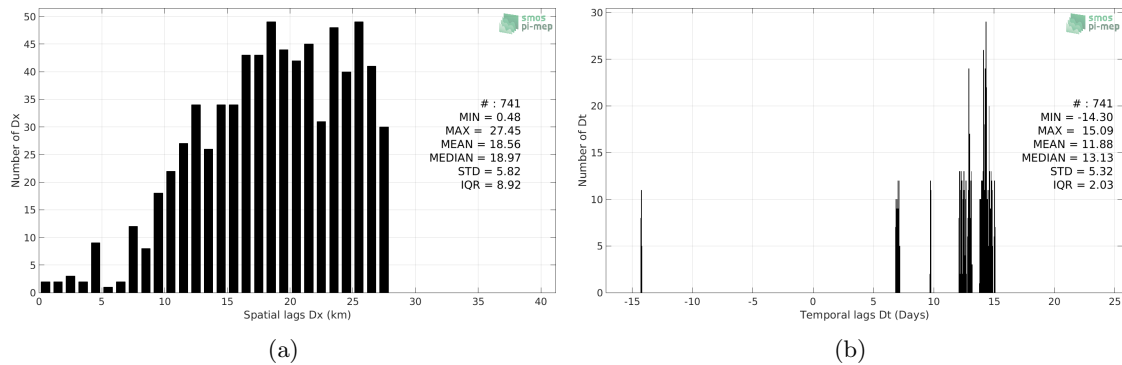 50
45
40
35
30
25
20
15
10
5
0
Number of Dx
smos
pi-mep
# : 741
MIN = 0.48
MAX = 27.45
MEAN = 18.56
MEDIAN = 18.97
STD = 5.82
IQR = 8.92
0 5 10 15 20 25 30 35 40
Spatial lags Dx (km)
(a)
30
25
20
15
10
5
0
Number of Dt
smos
pi-mep
# : 741
MIN = -14.30
MAX = 15.09
MEAN = 11.88
MEDIAN = 13.13
STD = 5.32
IQR = 2.03
-15 -10 -5 0 5 10 15 20 25
Temporal lags Dt (Days)
(b)